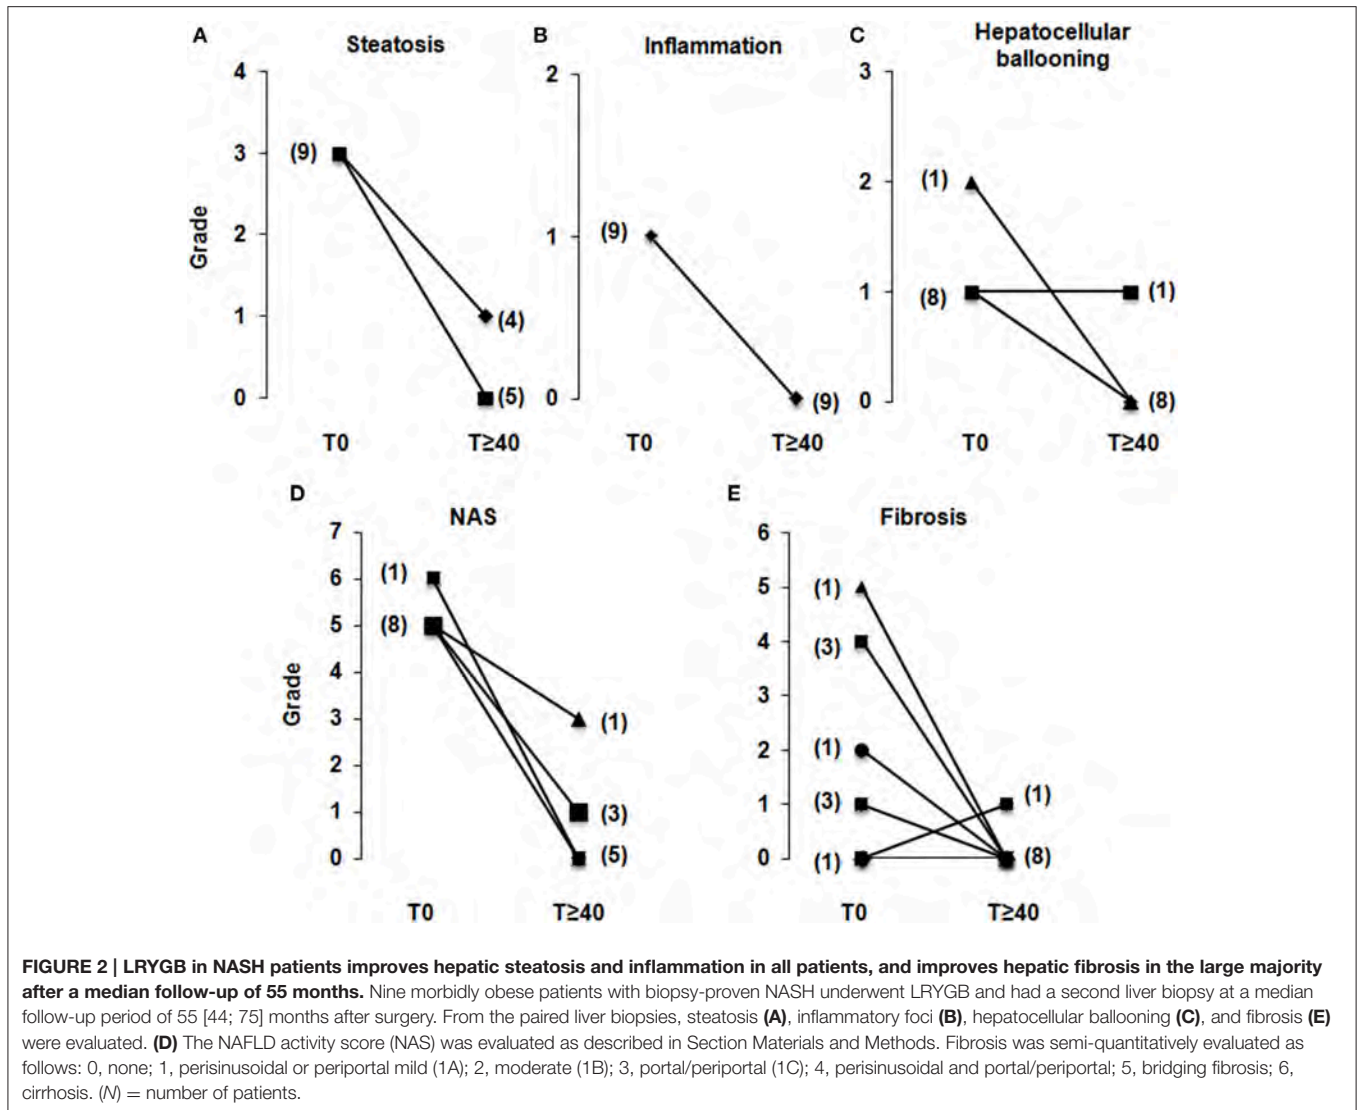 A
Steatosis
4
3
2
1
0
Grade
(9)
(4)
(5)
T0
T≥40
B
Inflammation
2
1
0
(9)
(9)
T0
T≥40
C
Hepatocellular
ballooning
3
2
1
0
(1)
(8)
(1)
(8)
T0
T≥40
D
NAS
7
6
5
4
3
2
1
0
Grade
(1)
(8)
(1)
(3)
(5)
T0
T≥40
E
Fibrosis
6
5
4
3
2
1
0
(1)
(3)
(1)
(3)
(1)
(1)
(8)
T0
T≥40
FIGURE 2 | LRYGB in NASH patients improves hepatic steatosis and inflammation in all patients, and improves hepatic fibrosis in the large majority
after a median follow-up of 55 months. Nine morbidly obese patients with biopsy-proven NASH underwent LRYGB and had a second liver biopsy at a median
follow-up period of 55 [44; 75] months after surgery. From the paired liver biopsies, steatosis (A), inflammatory foci (B), hepatocellular ballooning (C), and fibrosis (E)
were evaluated. (D) The NAFLD activity score (NAS) was evaluated as described in Section Materials and Methods. Fibrosis was semi-quantitatively evaluated as
follows: 0, none; 1, perisinusoidal or periportal mild (1A); 2, moderate (1B); 3, portal/periportal (1C); 4, perisinusoidal and portal/periportal; 5, bridging fibrosis; 6,
cirrhosis. (N) = number of patients.